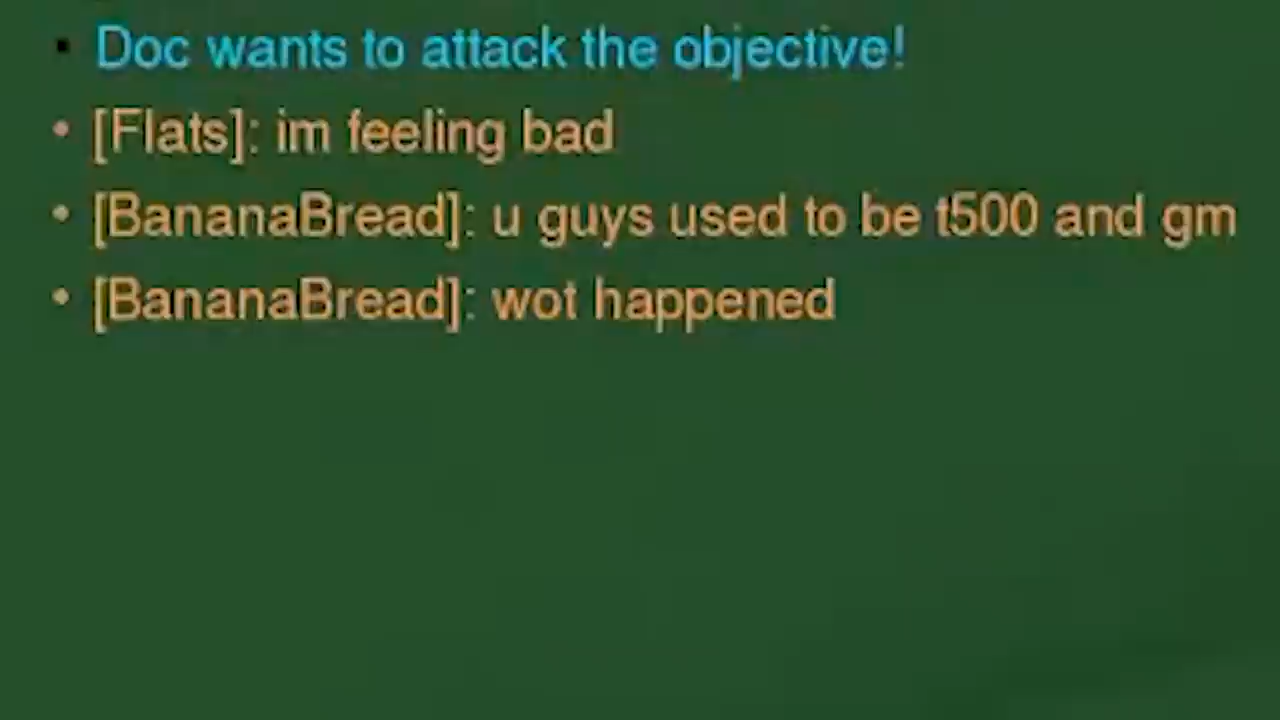 Doc wants to attack the objective!
[Flats]: im feeling bad
[BananaBread]: u guys used to be t500 and gm
[BananaBread]: wot happened